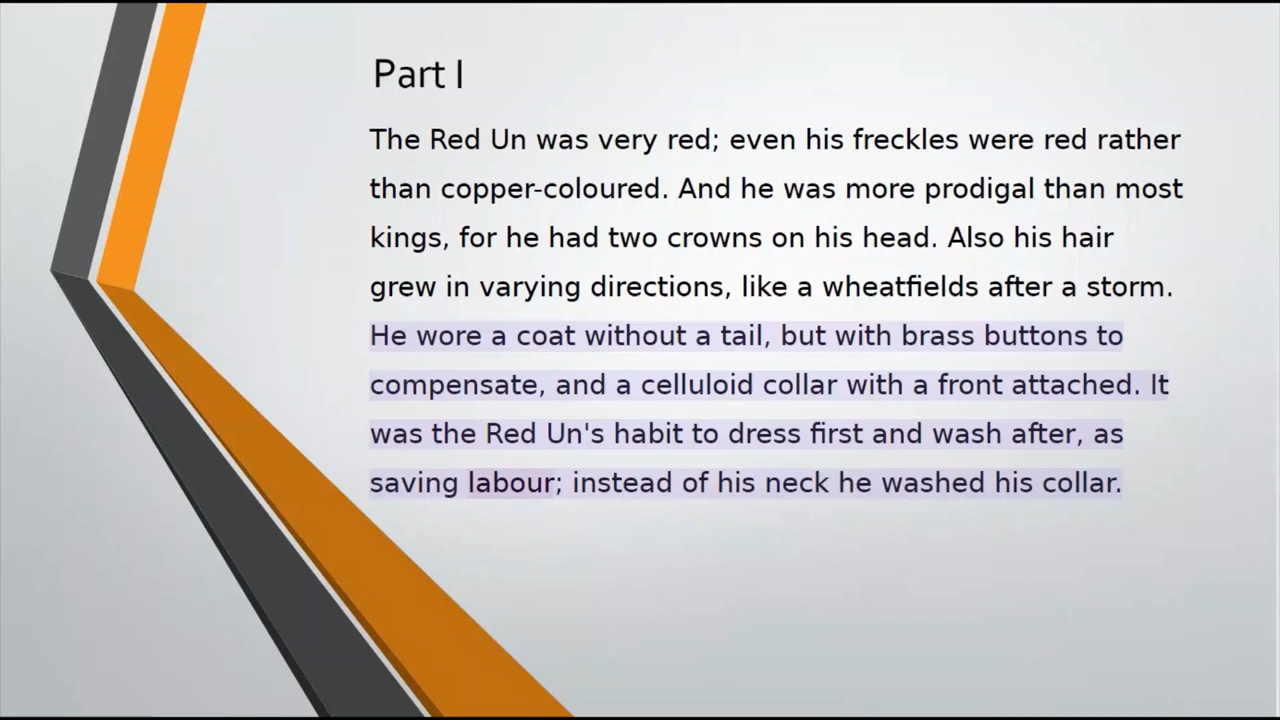 Part I
The Red Un was very red; even his freckles were red rather
than copper-coloured. And he was more prodigal than most
kings, for he had two crowns on his head. Also his hair
grew in varying directions, like a wheatfields after a storm.
He wore a coat without a tail, but with brass buttons to
compensate, and a celluloid collar with a front attached. It
was the Red Un's habit to dress first and wash after, as
saving labour; instead of his neck he washed his collar.